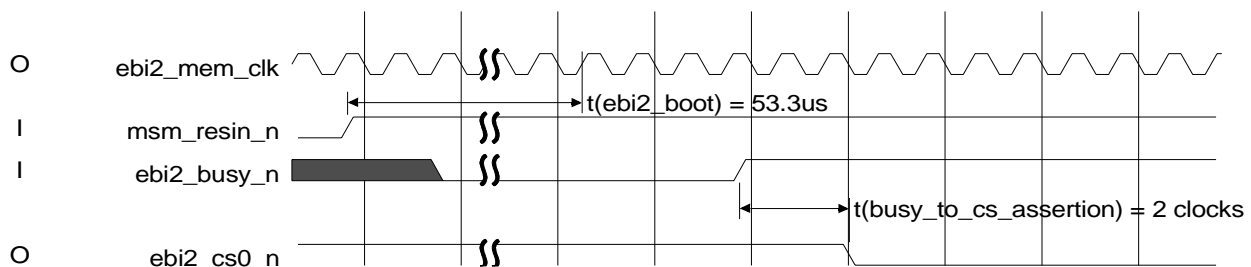 O ebi2_mem_clk
t(ebi2_boot) = 53.3us
I msm_resin_n
I ebi2_busy_n
t(busy_to_cs_assertion) = 2 clocks
O ebi2_cs0_n